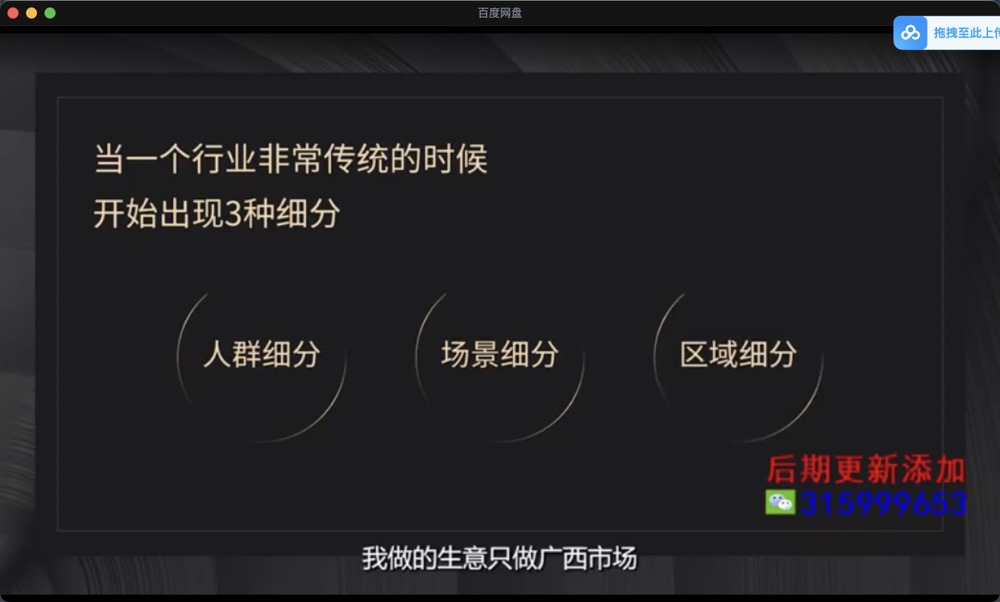 百度网盘
拖拽至此上传
当一个行业非常传统的时候
开始出现3种细分
人群细分
场景细分
区域细分
后期更新添加
315999653
我做的生意只做广西市场